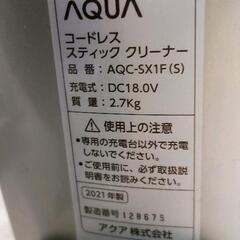 AQUA
コードレス
スティック クリーナー
品 番：AQC-SX1F(S)
充電式：DC18.0V
質 量：2.7Kg
使用上の注意
•専用の充電台以外で充電
しないでください。
•ご使用前に、必ず取扱説
明書をお読みください。
2021年製
製造番号 128675
アクア株式会社